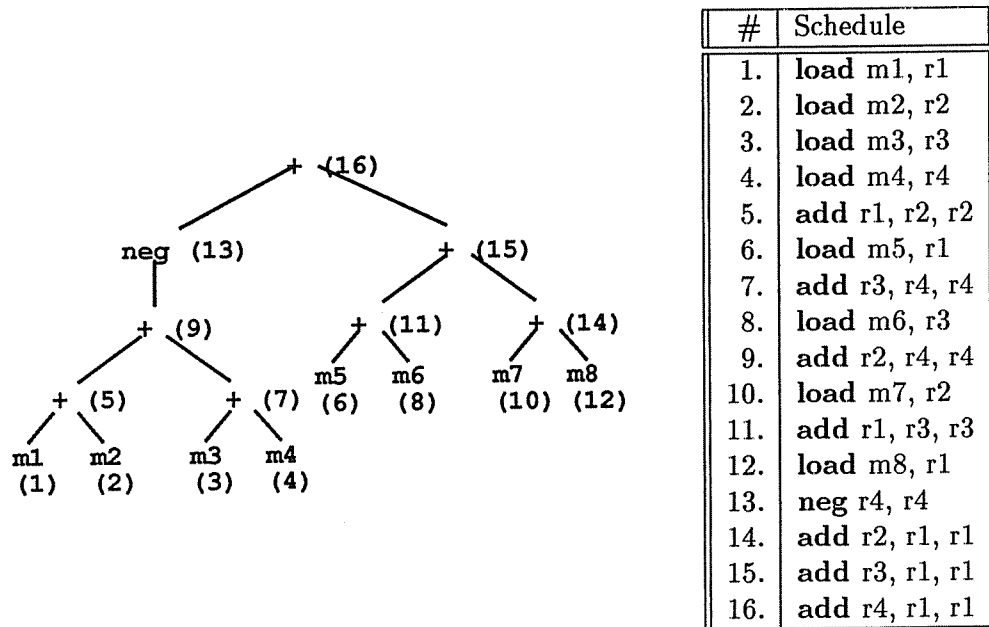 + (16)
neg (13)
+ (15)
+ (9)
+ (11)
+ (14)
m5
m6
m7
m8
(6)
(8)
(10)
(12)
+ (5)
+ (7)
m1
m2
m3
m4
(1)
(2)
(3)
(4)
# Schedule
1. load m1, r1
2. load m2, r2
3. load m3, r3
4. load m4, r4
5. add r1, r2, r2
6. load m5, r1
7. add r3, r4, r4
8. load m6, r3
9. add r2, r4, r4
10. load m7, r2
11. add r1, r3, r3
12. load m8, r1
13. neg r4, r4
14. add r2, r1, r1
15. add r3, r1, r1
16. add r4, r1, r1